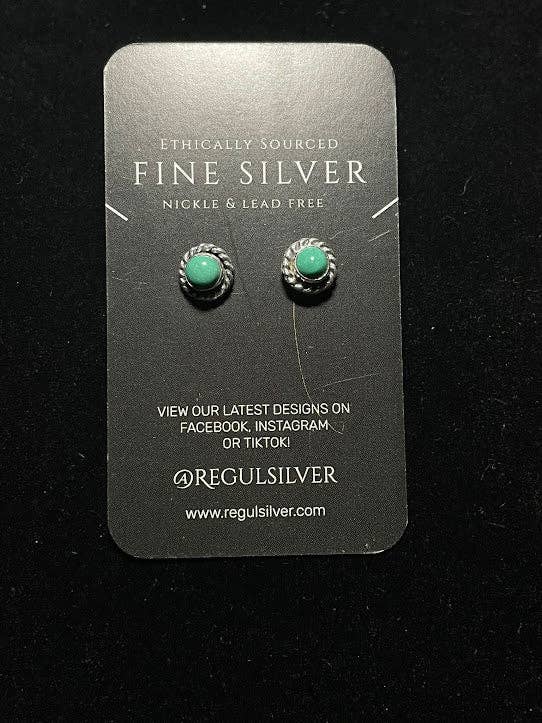 ETHICALLY SOURCED
FINE SILVER
NICKLE & LEAD FREE
VIEW OUR LATEST DESIGNS ON
FACEBOOK, INSTAGRAM
OR TIKTOK!
@REGULSILVER
www.regulsilver.com